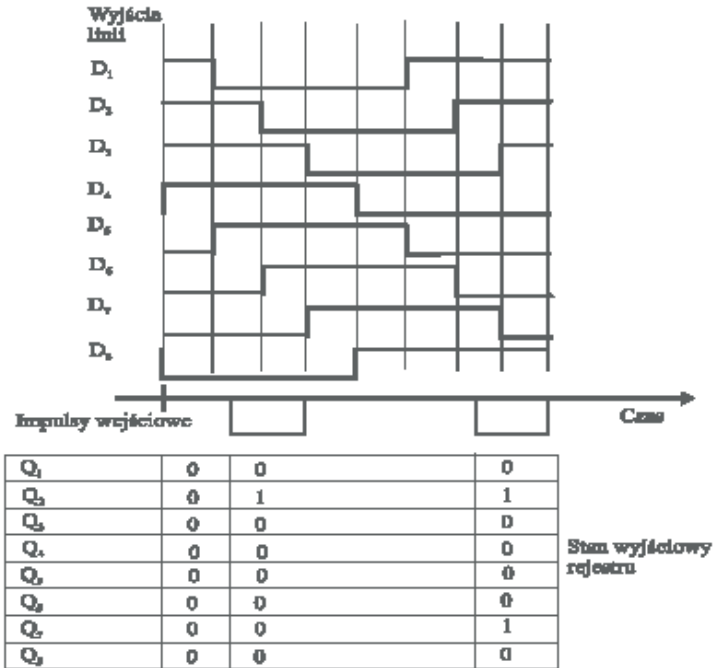 Wyjścia
linii
D₁
D₂
D₃
D₄
D₅
D₆
D₇
D₈
Impulsy wejściowe
Czas
Q₁ 0 0 0
Q₂ 0 1 1
Q₃ 0 0 0
Q₄ 0 0 0
Q₅ 0 0 0
Q₆ 0 0 0
Q₇ 0 0 1
Q₈ 0 0 0
Stan wyjściowy
rejestru